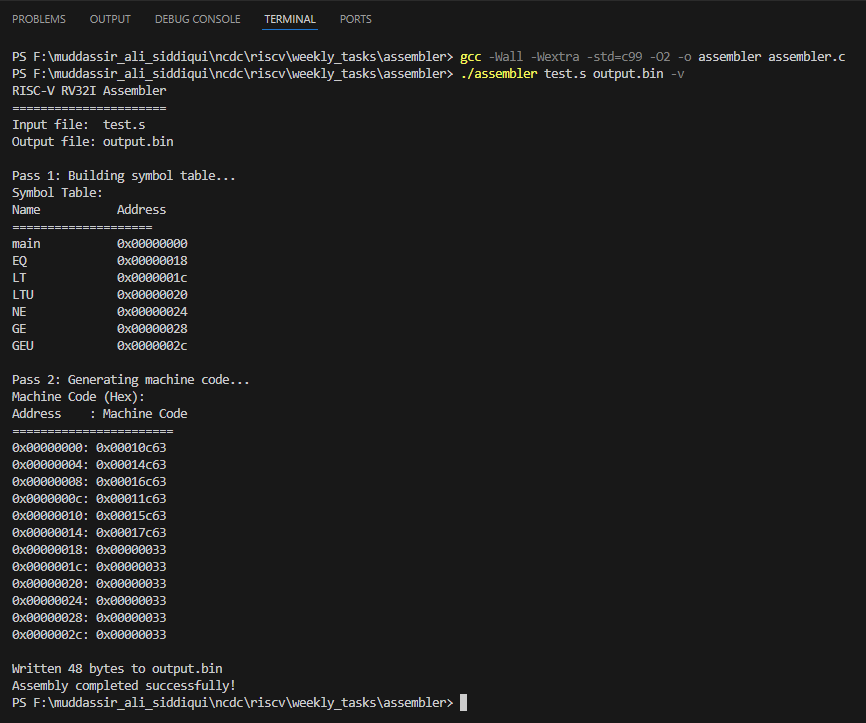 PROBLEMS OUTPUT DEBUG CONSOLE TERMINAL PORTS
PS F:\muddassir_ali_siddiqui\ncdc\riscv\weekly_tasks\assembler> gcc -Wall -Wextra -std=c99 -O2 -o assembler assembler.c
PS F:\muddassir_ali_siddiqui\ncdc\riscv\weekly_tasks\assembler> ./assembler test.s output.bin -v
RISC-V RV32I Assembler
======================
Input file:  test.s
Output file: output.bin
Pass 1: Building symbol table...
Symbol Table:
Name           Address
====================
main           0x00000000
EQ             0x00000018
LT             0x0000001c
LTU            0x00000020
NE             0x00000024
GE             0x00000028
GEU            0x0000002c
Pass 2: Generating machine code...
Machine Code (Hex):
Address    : Machine Code
=======================
0x00000000: 0x00010c63
0x00000004: 0x00014c63
0x00000008: 0x00016c63
0x0000000c: 0x00011c63
0x00000010: 0x00015c63
0x00000014: 0x00017c63
0x00000018: 0x00000033
0x0000001c: 0x00000033
0x00000020: 0x00000033
0x00000024: 0x00000033
0x00000028: 0x00000033
0x0000002c: 0x00000033
Written 48 bytes to output.bin
Assembly completed successfully!
PS F:\muddassir_ali_siddiqui\ncdc\riscv\weekly_tasks\assembler>